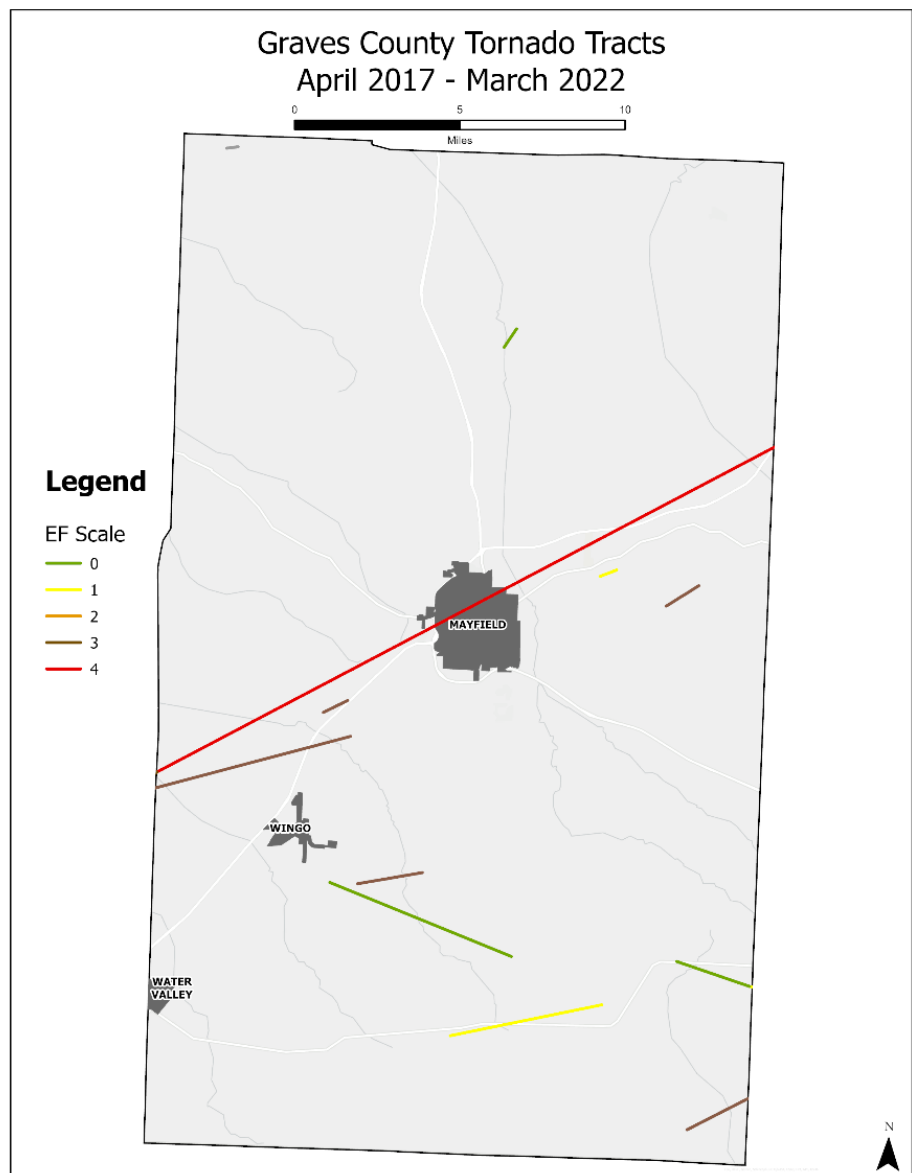 Graves County Tornado Tracts
April 2017 - March 2022
0 5 10
Miles
Legend
EF Scale
0
1
2
3
4
MAYFIELD
WINGO
WATER
VALLEY
N